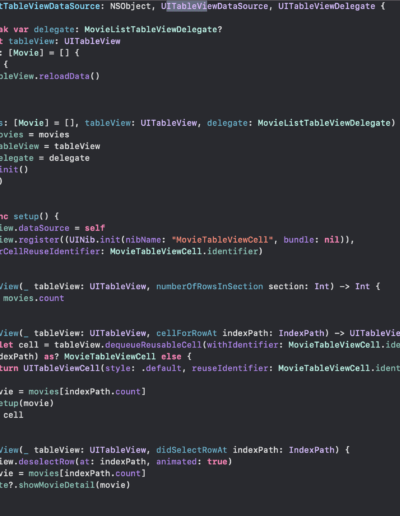 tTableViewDataSource: NSObject, UITableViewDataSource, UITableViewDelegate {
ak var delegate: MovieListTableViewDelegate?
t tableView: UITableView
: [Movie] = [] {
{
ableView.reloadData()
s: [Movie] = [], tableView: UITableView, delegate: MovieListTableViewDelegate)
ovies = movies
ableView = tableView
elegate = delegate
init()
)
nc setup() {
iew.dataSource = self
iew.register((UINib.init(nibName: "MovieTableViewCell", bundle: nil)),
rCellReuseIdentifier: MovieTableViewCell.identifier)
View(_ tableView: UITableView, numberOfRowsInSection section: Int) -> Int {
movies.count
View(_ tableView: UITableView, cellForRowAt indexPath: IndexPath) -> UITableVie
let cell = tableView.dequeueReusableCell(withIdentifier: MovieTableViewCell.ide
dexPath) as? MovieTableViewCell else {
turn UITableViewCell(style: .default, reuseIdentifier: MovieTableViewCell.ident
vie = movies[indexPath.count]
etup(movie)
cell
View(_ tableView: UITableView, didSelectRowAt indexPath: IndexPath) {
iew.deselectRow(at: indexPath, animated: true)
vie = movies[indexPath.count]
te?.showMovieDetail(movie)